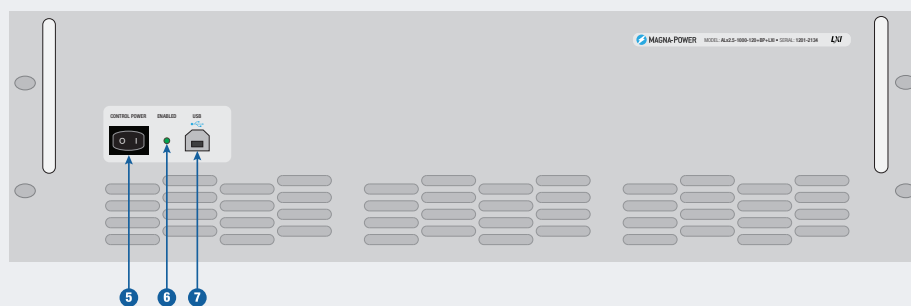 MAGNA-POWER MODEL: ALx2.5-1000-120+BP+LXI • SERIAL: 1201-2134 LXI
CONTROL POWER ENABLED USB
O I
5 6 7